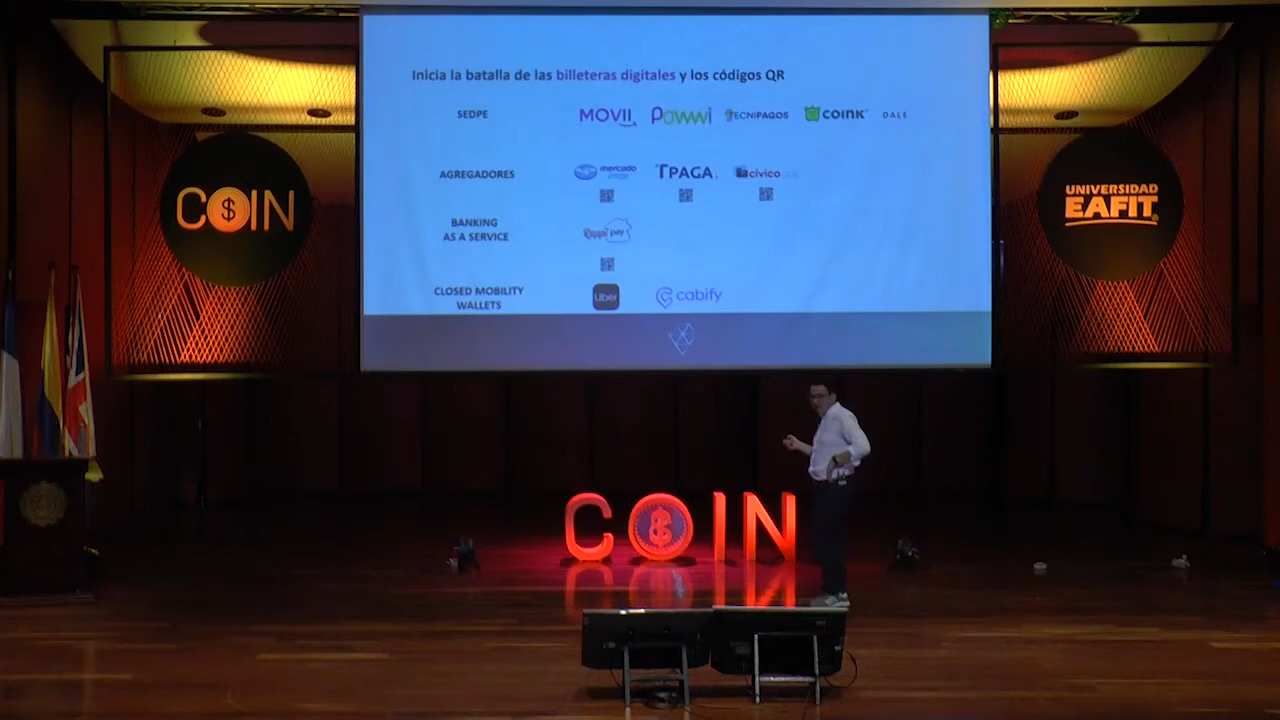 Inicia la batalla de las billeteras digitales y los códigos QR
SEDPE MOVII Powwi TECNIPAGOS COINK DALE
AGREGADORES mercado pago TPAGA civico
BANKING
AS A SERVICE
Rappi pay
CLOSED MOBILITY
WALLETS
Uber cabify
COIN
UNIVERSIDAD
EAFIT
COIN